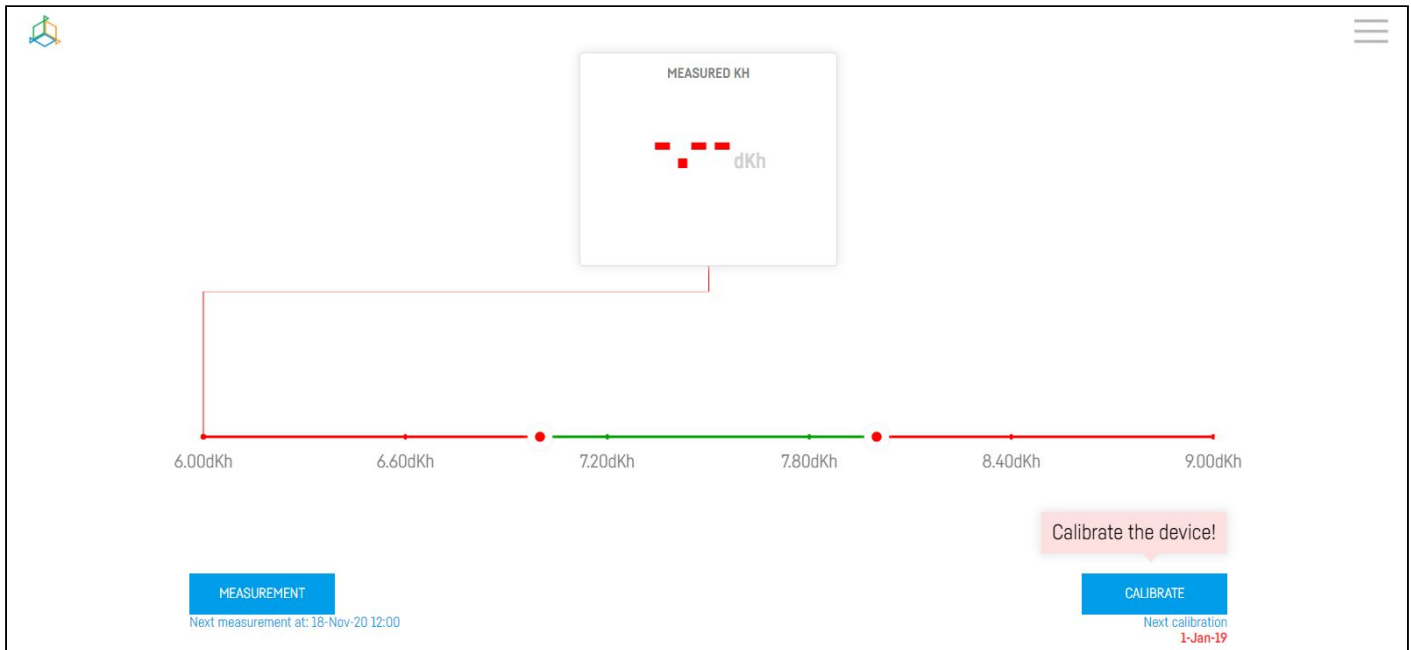 MEASURED KH
-.--dKh
6.00dKh 6.60dKh 7.20dKh 7.80dKh 8.40dKh 9.00dKh
Calibrate the device!
MEASUREMENT CALIBRATE
Next measurement at: 18-Nov-20 12:00 Next calibration
1-Jan-19